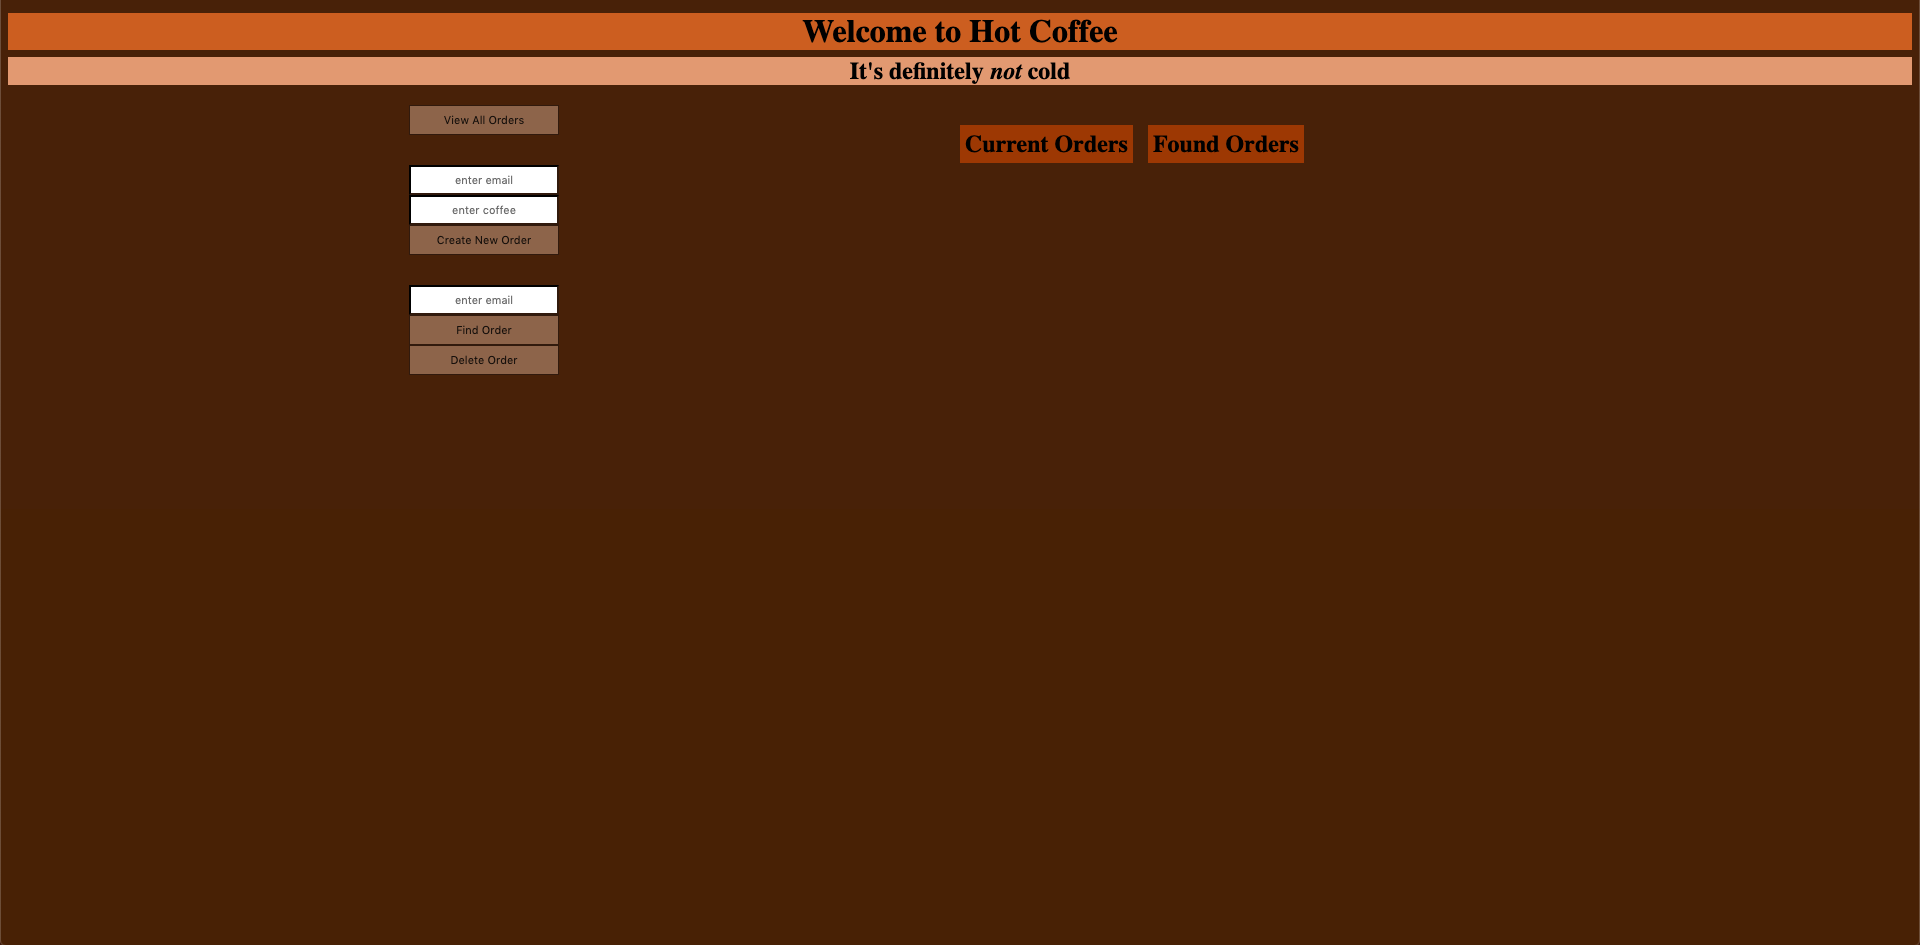 Welcome to Hot Coffee
It's definitely not cold
View All Orders
enter email
enter coffee
Create New Order
enter email
Find Order
Delete Order
Current Orders
Found Orders